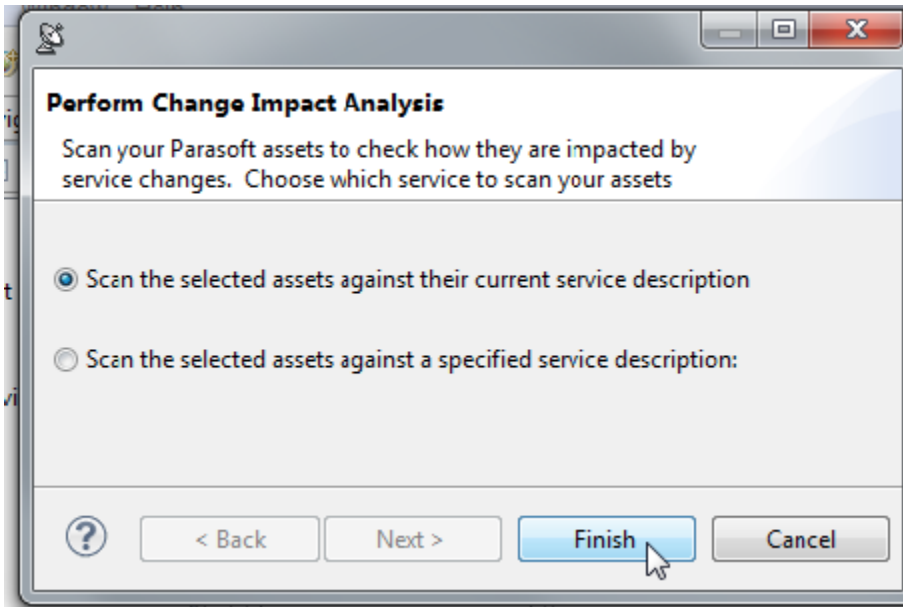 Perform Change Impact Analysis
Scan your Parasoft assets to check how they are impacted by
service changes. Choose which service to scan your assets
Scan the selected assets against their current service description
Scan the selected assets against a specified service description:
?
< Back
Next >
Finish
Cancel